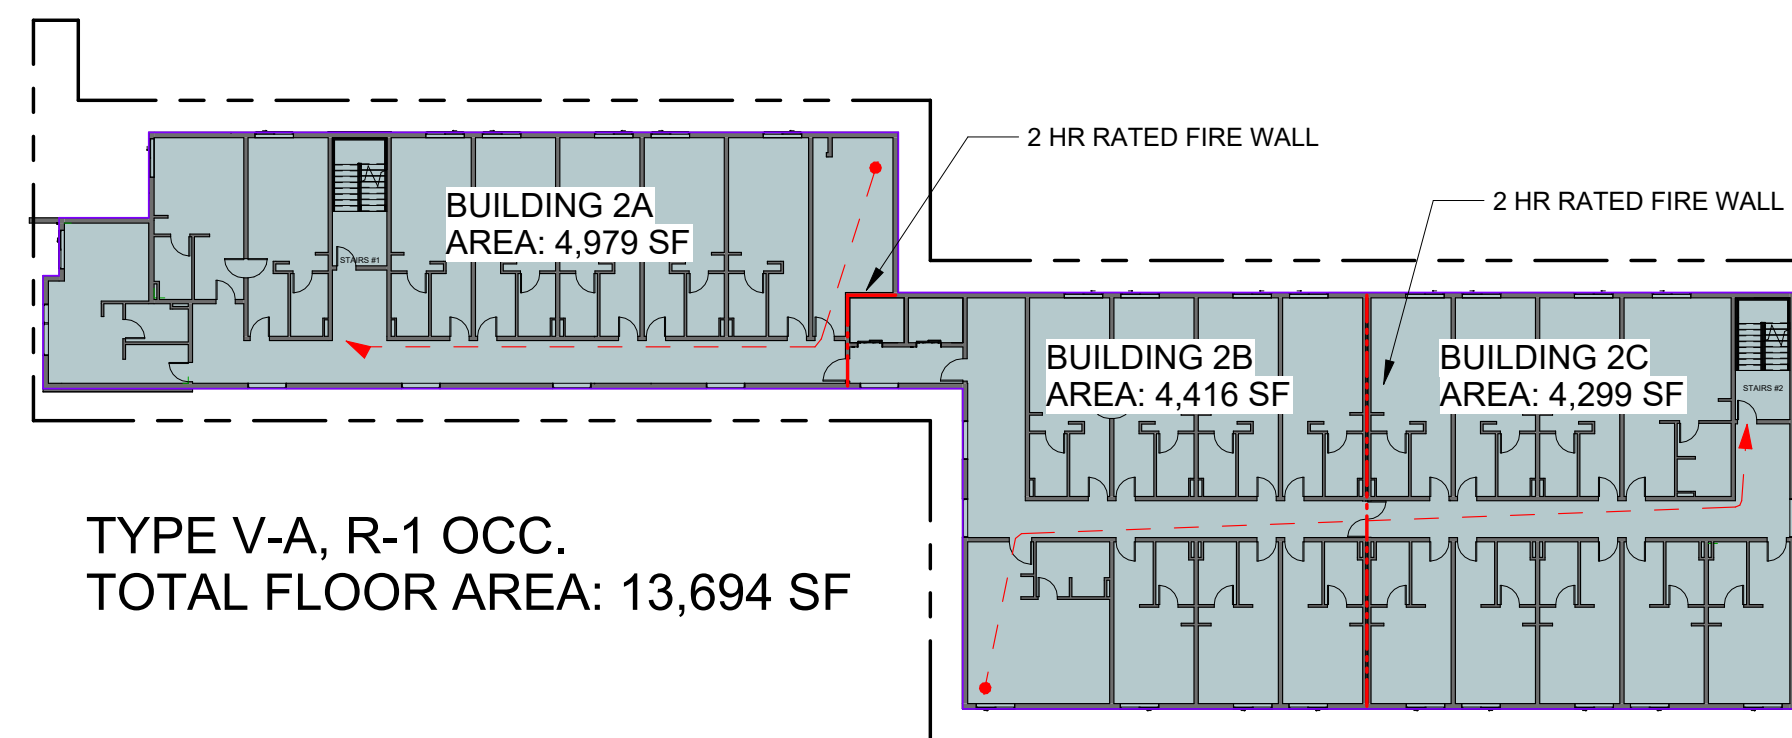 2 HR RATED FIRE WALL
2 HR RATED FIRE WALL
BUILDING 2A
AREA: 4,979 SF
STAIRS #1
BUILDING 2B
AREA: 4,416 SF
BUILDING 2C
AREA: 4,299 SF
STAIRS #2
TYPE V-A, R-1 OCC.
TOTAL FLOOR AREA: 13,694 SF